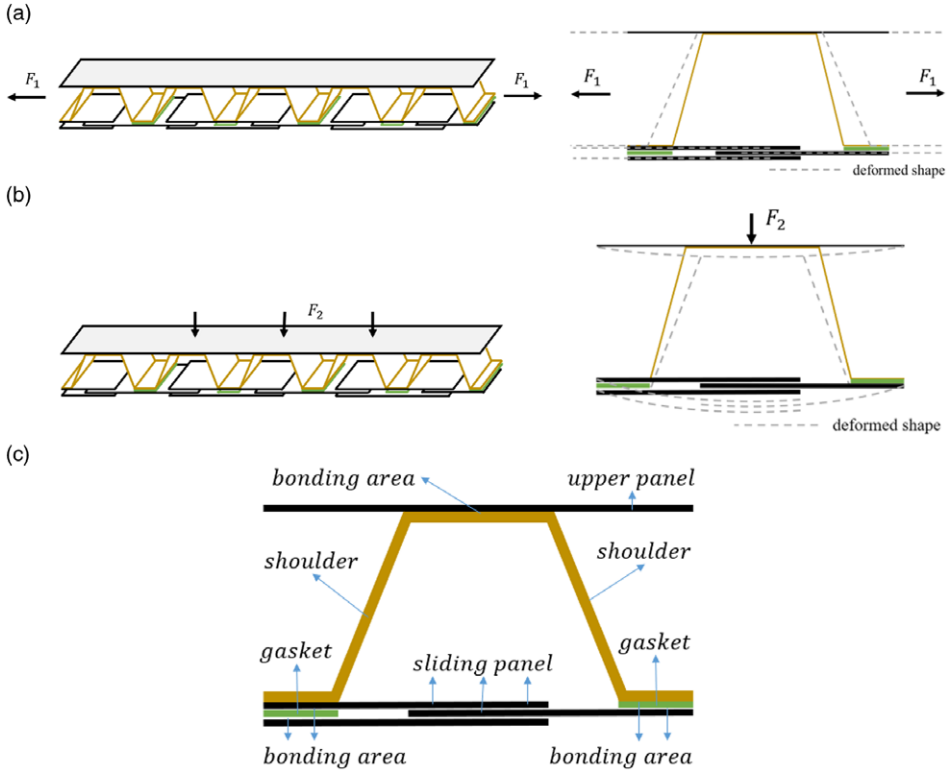 (a)
F₁
F₁
F₁
F₁
deformed shape
(b)
F₂
F₂
deformed shape
(c)
bonding area
upper panel
shoulder
shoulder
gasket
sliding panel
gasket
bonding area
bonding area